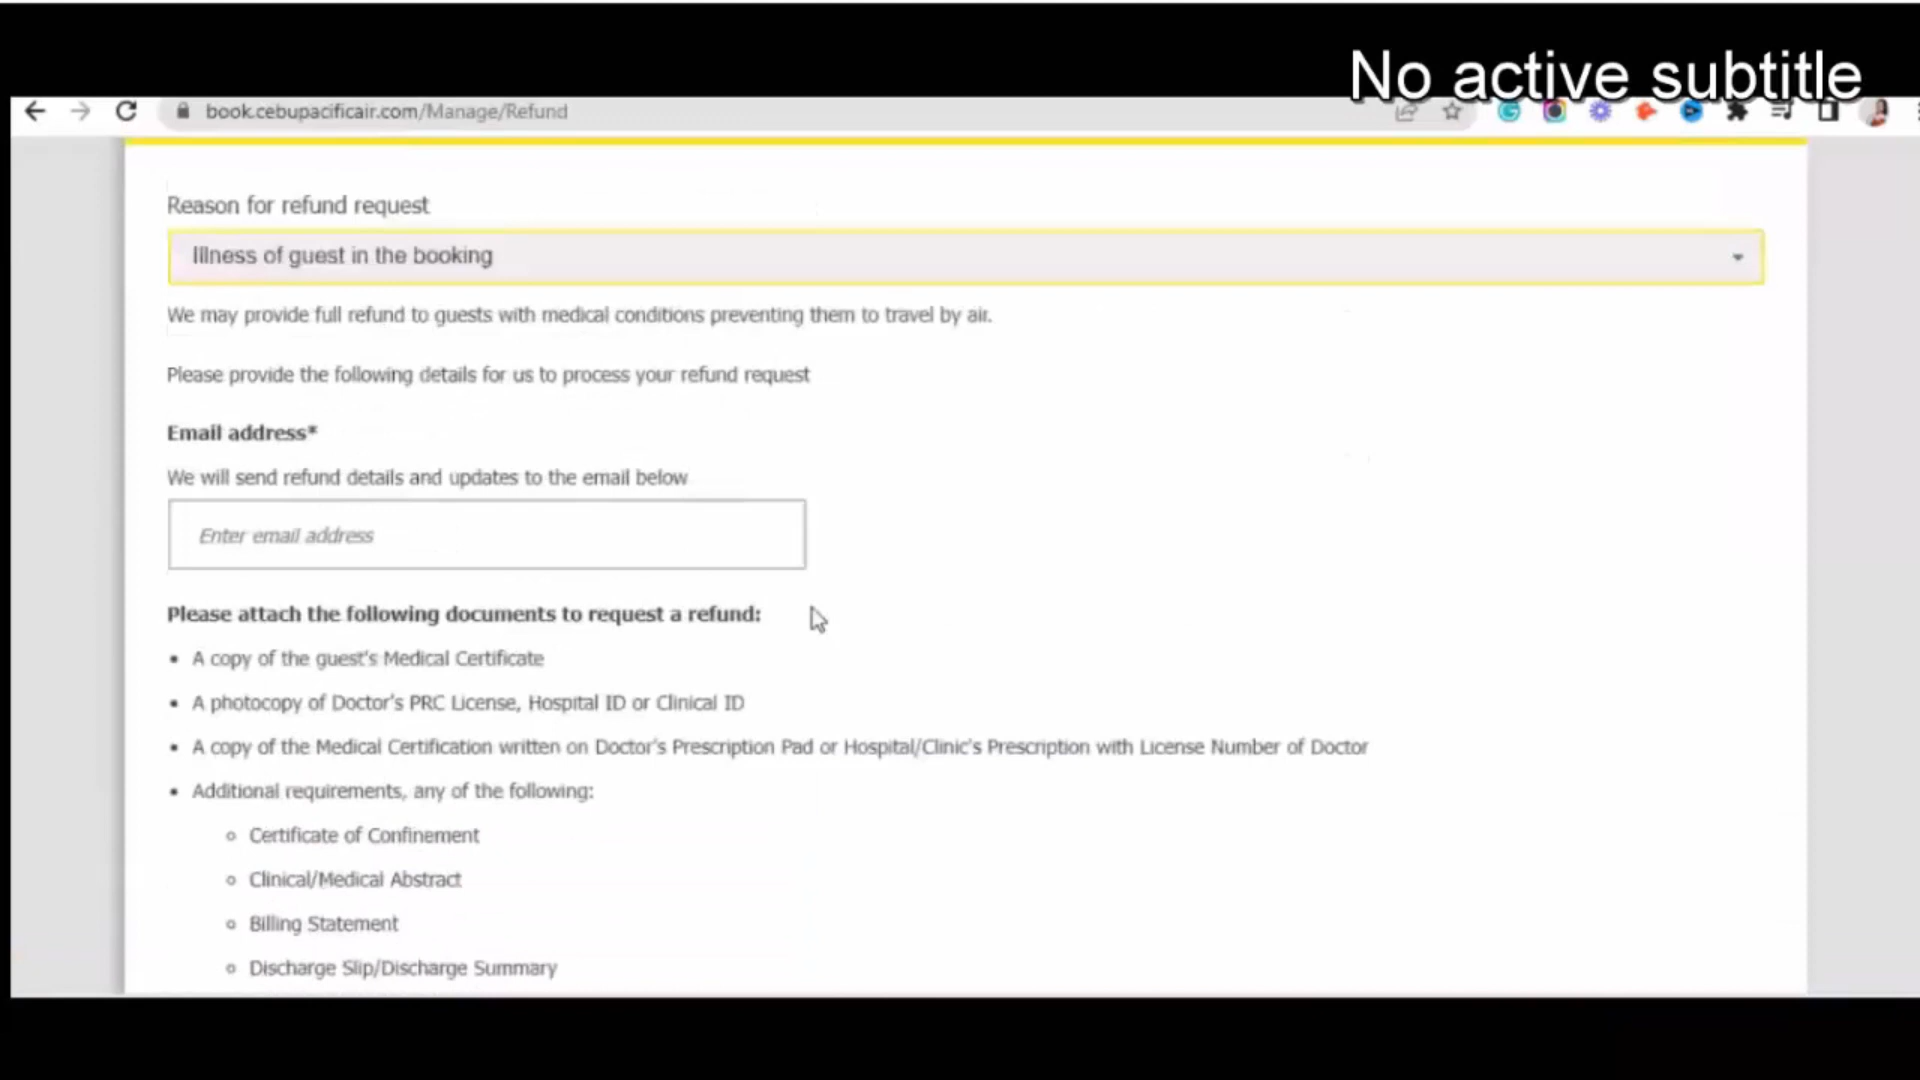 No active subtitle
book.cebupacificair.com/Manage/Refund
Reason for refund request
Illness of guest in the booking
We may provide full refund to guests with medical conditions preventing them to travel by air.
Please provide the following details for us to process your refund request
Email address*
We will send refund details and updates to the email below
Enter email address
Please attach the following documents to request a refund:
• A copy of the guest's Medical Certificate
• A photocopy of Doctor's PRC License, Hospital ID or Clinical ID
• A copy of the Medical Certification written on Doctor's Prescription Pad or Hospital/Clinic's Prescription with License Number of Doctor
• Additional requirements, any of the following:
○ Certificate of Confinement
○ Clinical/Medical Abstract
○ Billing Statement
○ Discharge Slip/Discharge Summary